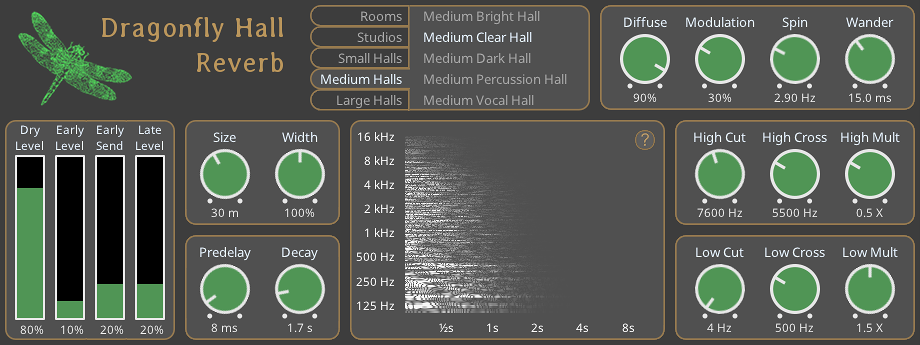 Dragonfly Hall
Reverb
Rooms
Studios
Small Halls
Medium Halls
Large Halls
Medium Bright Hall
Medium Clear Hall
Medium Dark Hall
Medium Percussion Hall
Medium Vocal Hall
Diffuse Modulation Spin Wander
90% 30% 2.90 Hz 15.0 ms
Dry Early Early Late
Level Level Send Level
80% 10% 20% 20%
Size Width
30 m 100%
Predelay Decay
8 ms 1.7 s
?
16 kHz
8 kHz
4 kHz
2 kHz
1 kHz
500 Hz
250 Hz
125 Hz
½s 1s 2s 4s 8s
High Cut High Cross High Mult
7600 Hz 5500 Hz 0.5 X
Low Cut Low Cross Low Mult
4 Hz 500 Hz 1.5 X